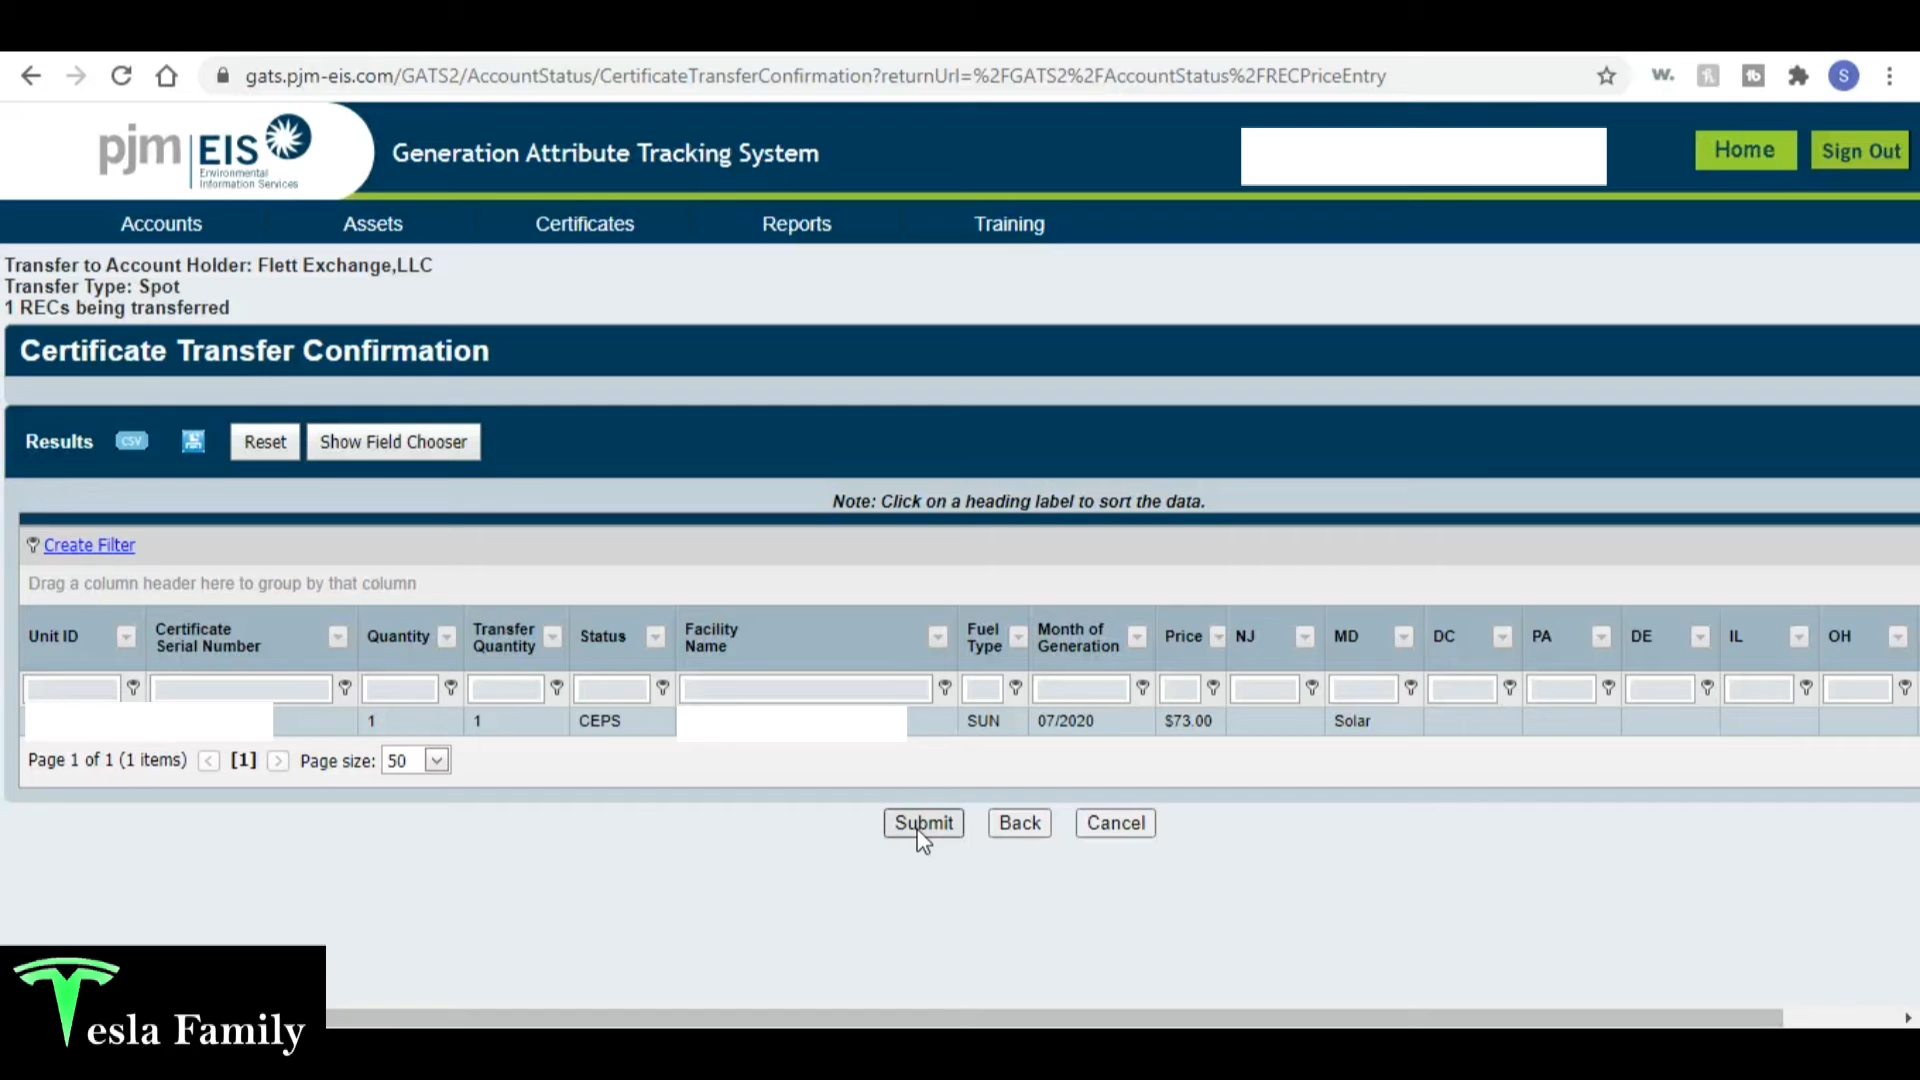 gats.pjm-eis.com/GATS2/AccountStatus/CertificateTransferConfirmation?returnUrl=%2FGATS2%2FAccountStatus%2FRECPriceEntry
W.
S
pjm EIS
Environmental
Information Services
Generation Attribute Tracking System
Home
Sign Out
Accounts Assets Certificates Reports Training
Transfer to Account Holder: Flett Exchange,LLC
Transfer Type: Spot
1 RECs being transferred
Certificate Transfer Confirmation
Results CSV Reset Show Field Chooser
Note: Click on a heading label to sort the data.
Create Filter
Drag a column header here to group by that column
Unit ID Certificate Serial Number Quantity Transfer Quantity Status Facility Name Fuel Type Month of Generation Price NJ MD DC PA DE IL OH
1 1 CEPS SUN 07/2020 $73.00 Solar
Page 1 of 1 (1 items) [1] Page size: 50
Submit Back Cancel
Tesla Family